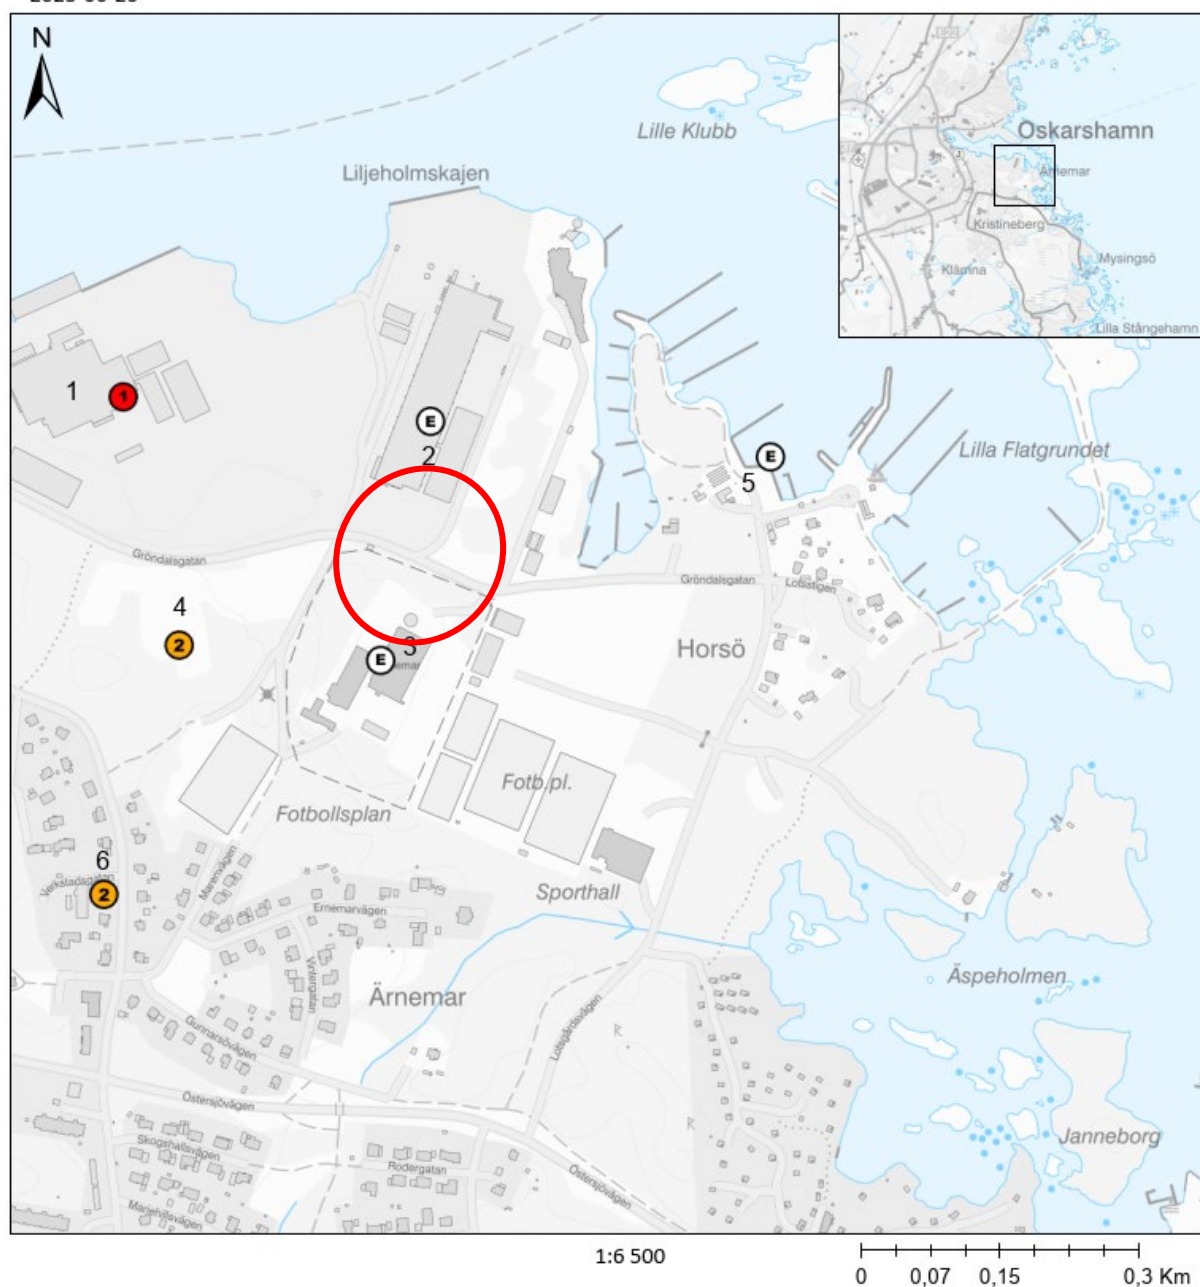 N
Lille Klubb
Oskarshamn
Ärnemar
Kristineberg
Klämna
Mysingsö
Lilla Stångehamn
Liljeholmskajen
1
1
E
2
E
5
Lilla Flatgrundet
Gröndalsgatan
Gröndalsgatan
Lotsstigen
4
2
3
E
Horsö
Fotb.pl.
Fotbollsplan
6
Verkstadsgatan
2
Marenvägen
Sporthall
Ernemarvägen
Vintergatan
Ärnemar
Äspeholmen
Gunnarsövägen
Lotsgårdsvägen
R
R
Östersjövägen
Skogshallsvägen
Rodergatan
Östersjövägen
Mariehillsvägen
Janneborg
1:6 500
0 0,07 0,15 0,3 Km